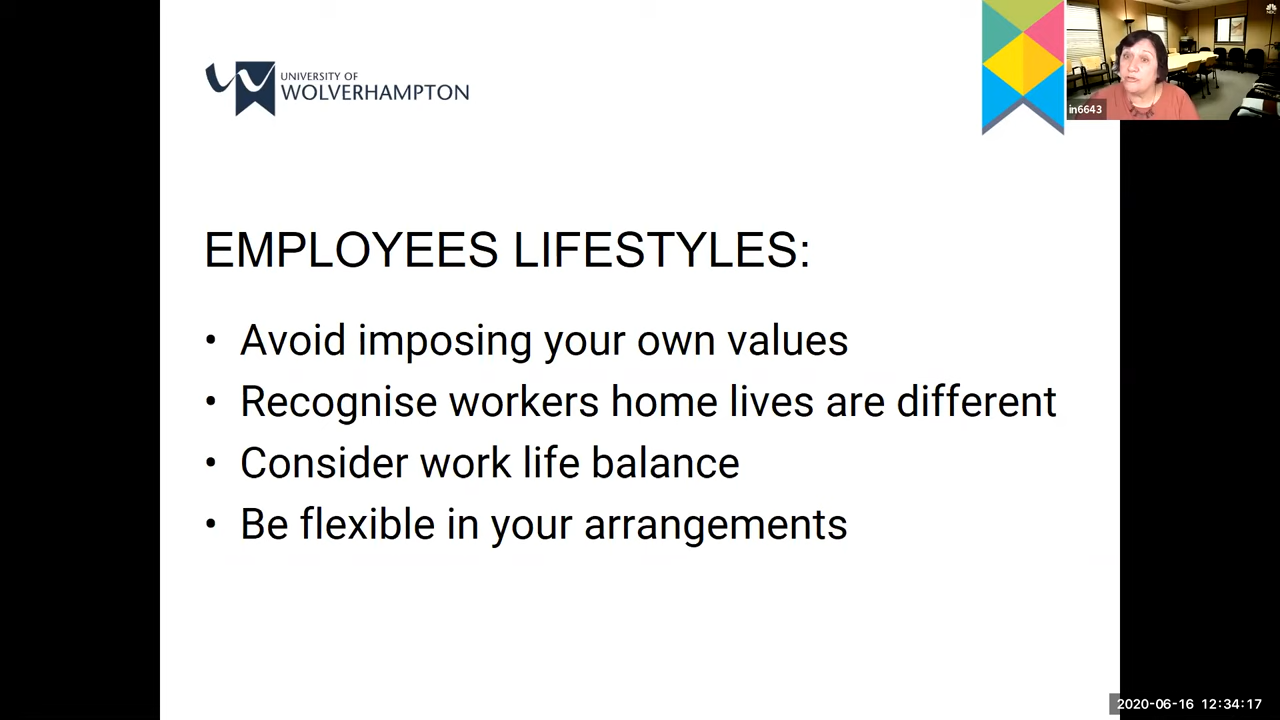 UNIVERSITY OF
WOLVERHAMPTON
NBC
in6643
EMPLOYEES LIFESTYLES:
• Avoid imposing your own values
• Recognise workers home lives are different
• Consider work life balance
• Be flexible in your arrangements
2020-06-16 12:34:17